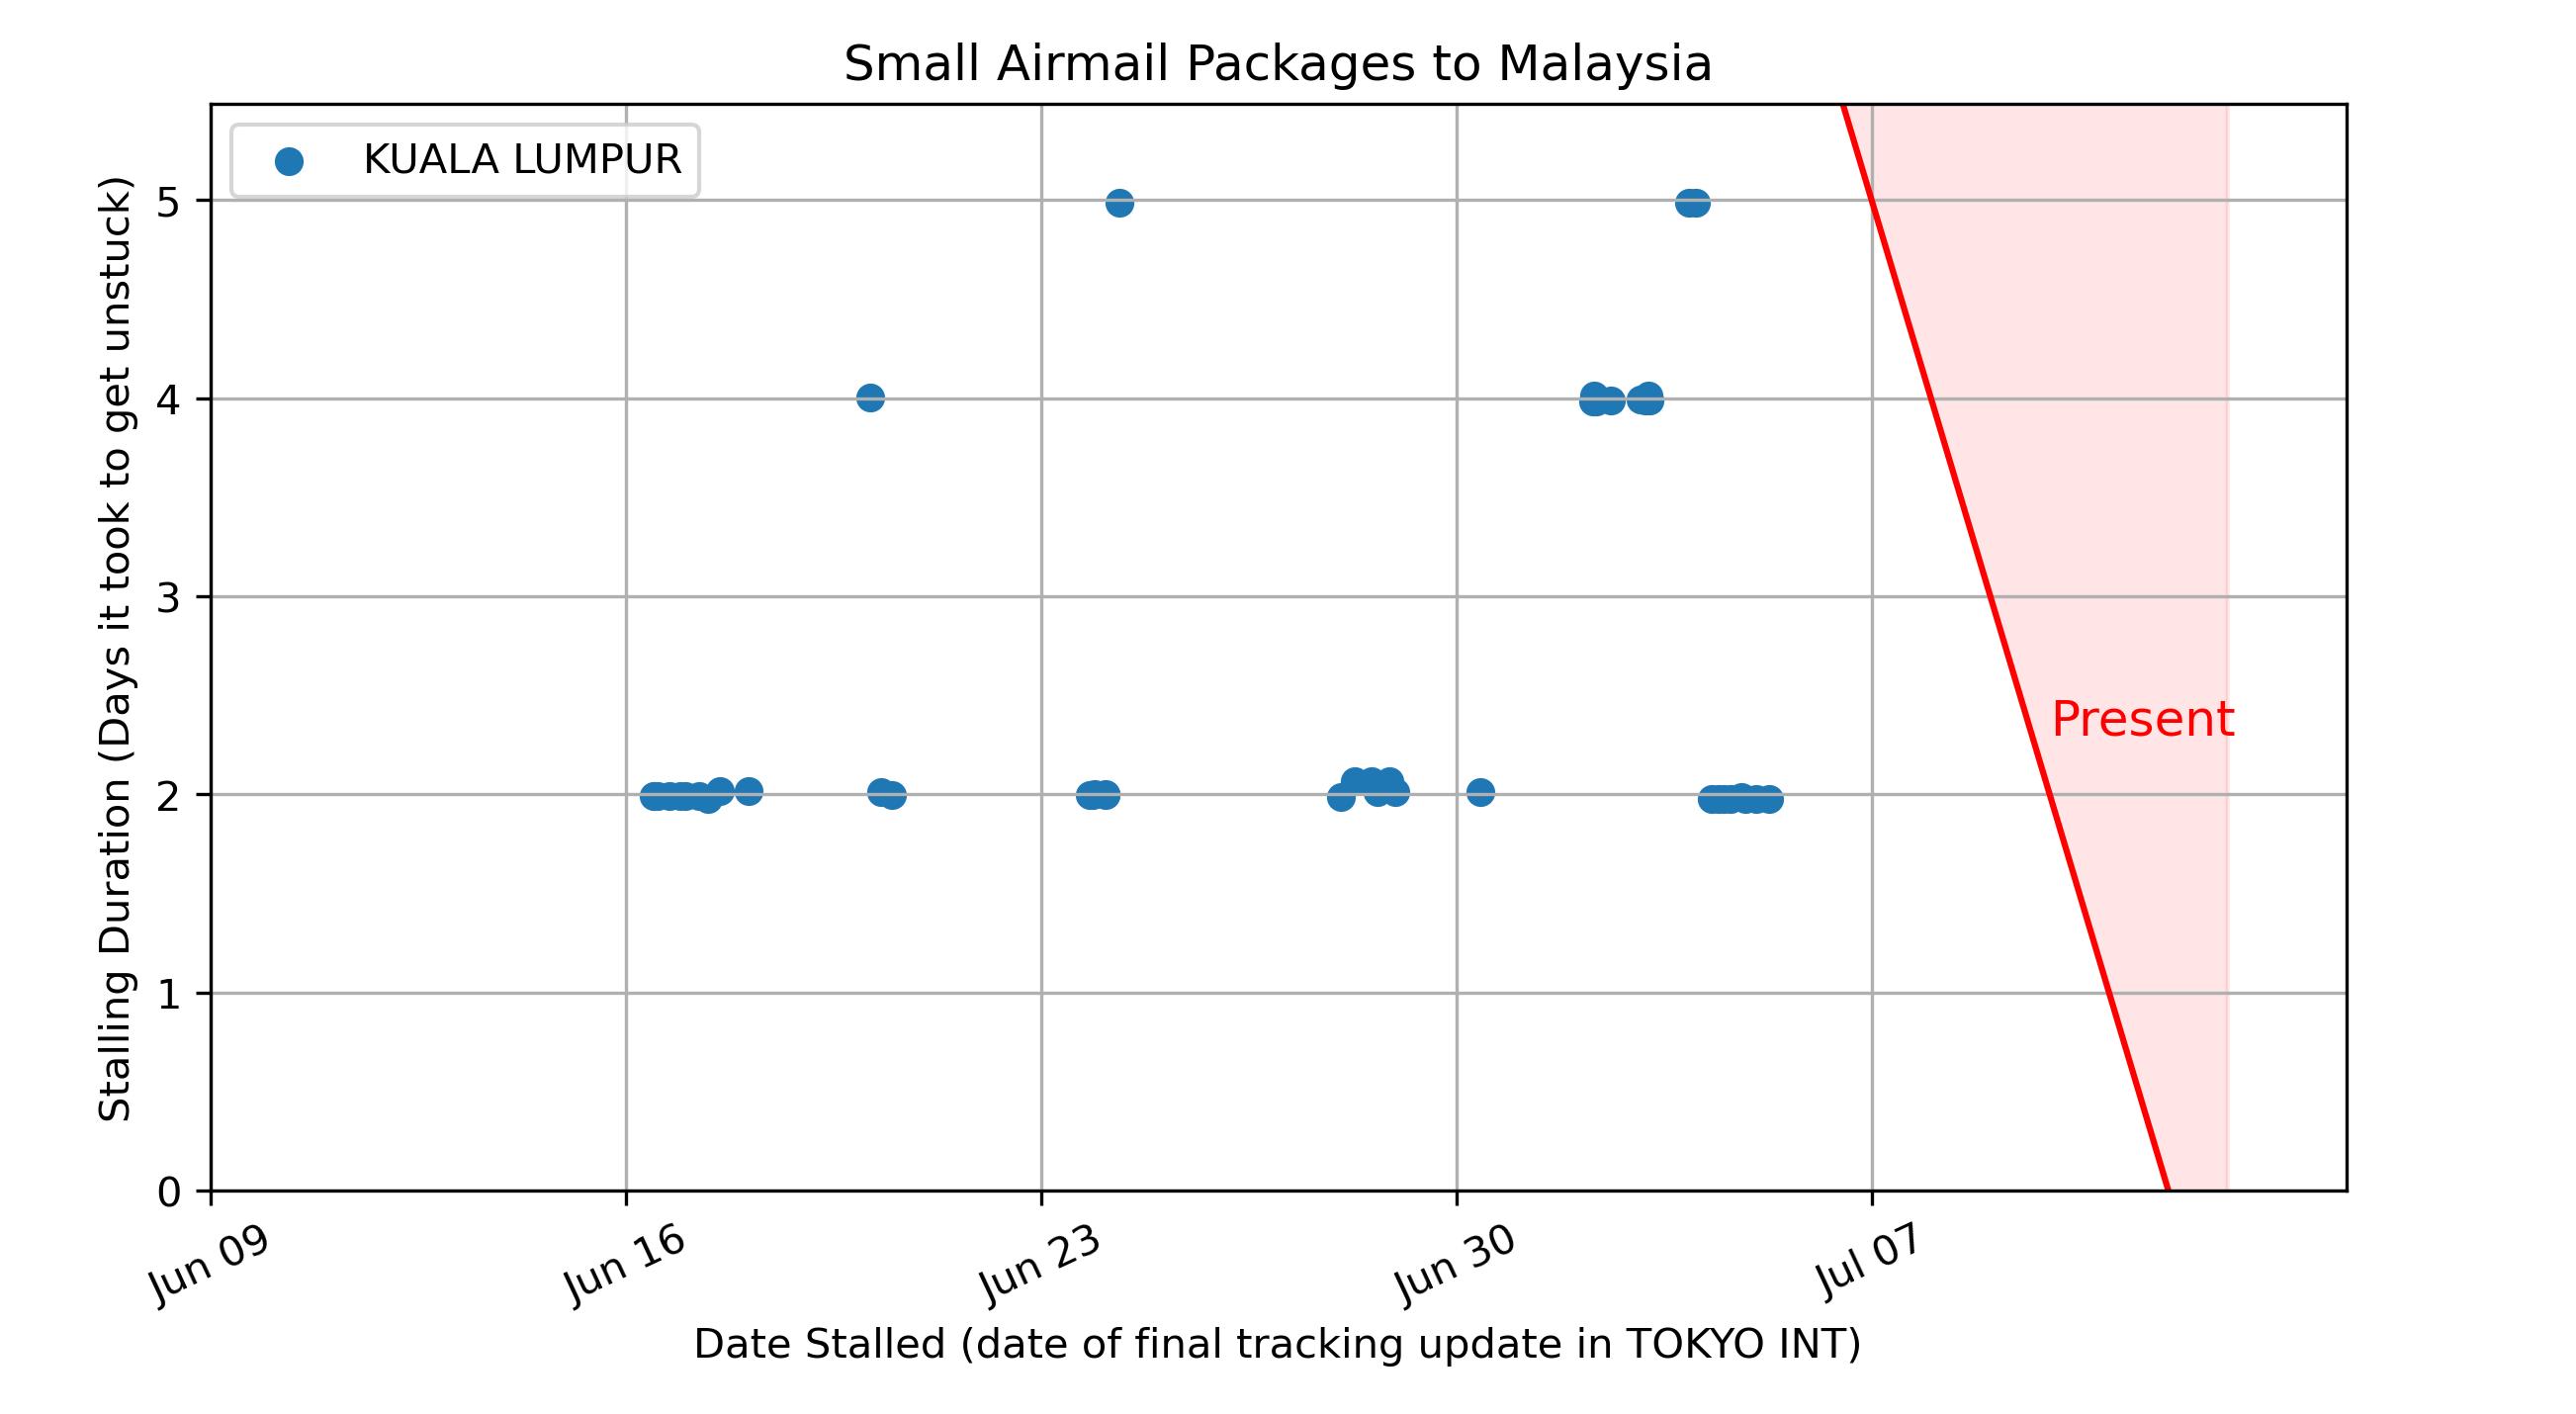 Small Airmail Packages to Malaysia
KUALA LUMPUR
Stalling Duration (Days it took to get unstuck)
5
4
3
2
1
0
Present
Jun 09
Jun 16
Jun 23
Jun 30
Jul 07
Date Stalled (date of final tracking update in TOKYO INT)